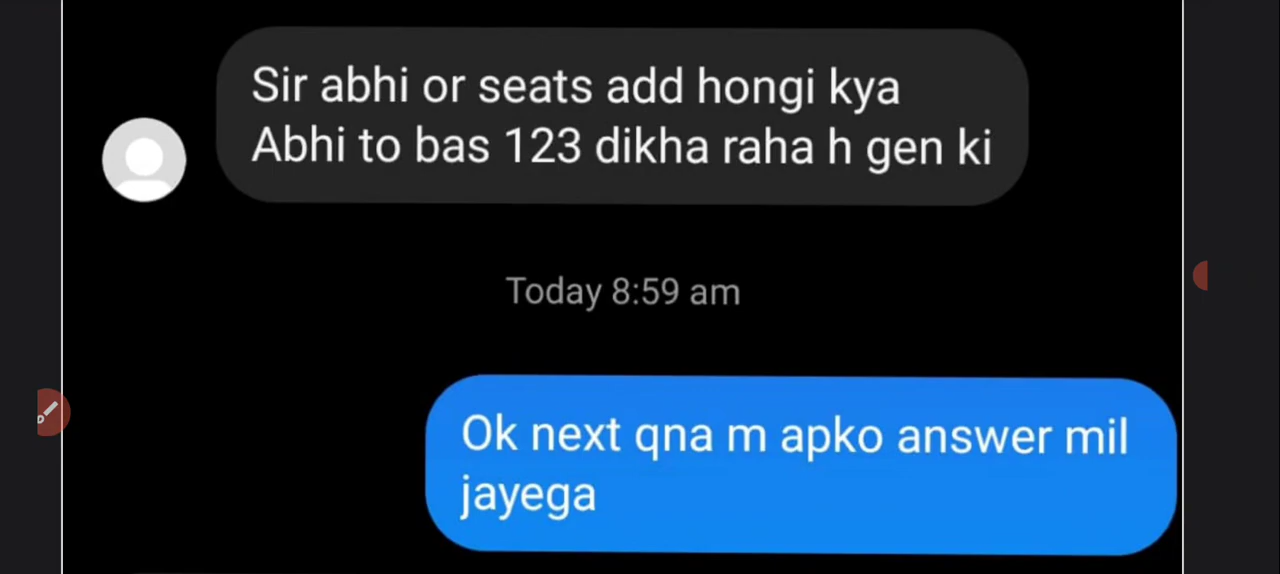 Sir abhi or seats add hongi kya
Abhi to bas 123 dikha raha h gen ki
Today 8:59 am
Ok next qna m apko answer mil
jayega